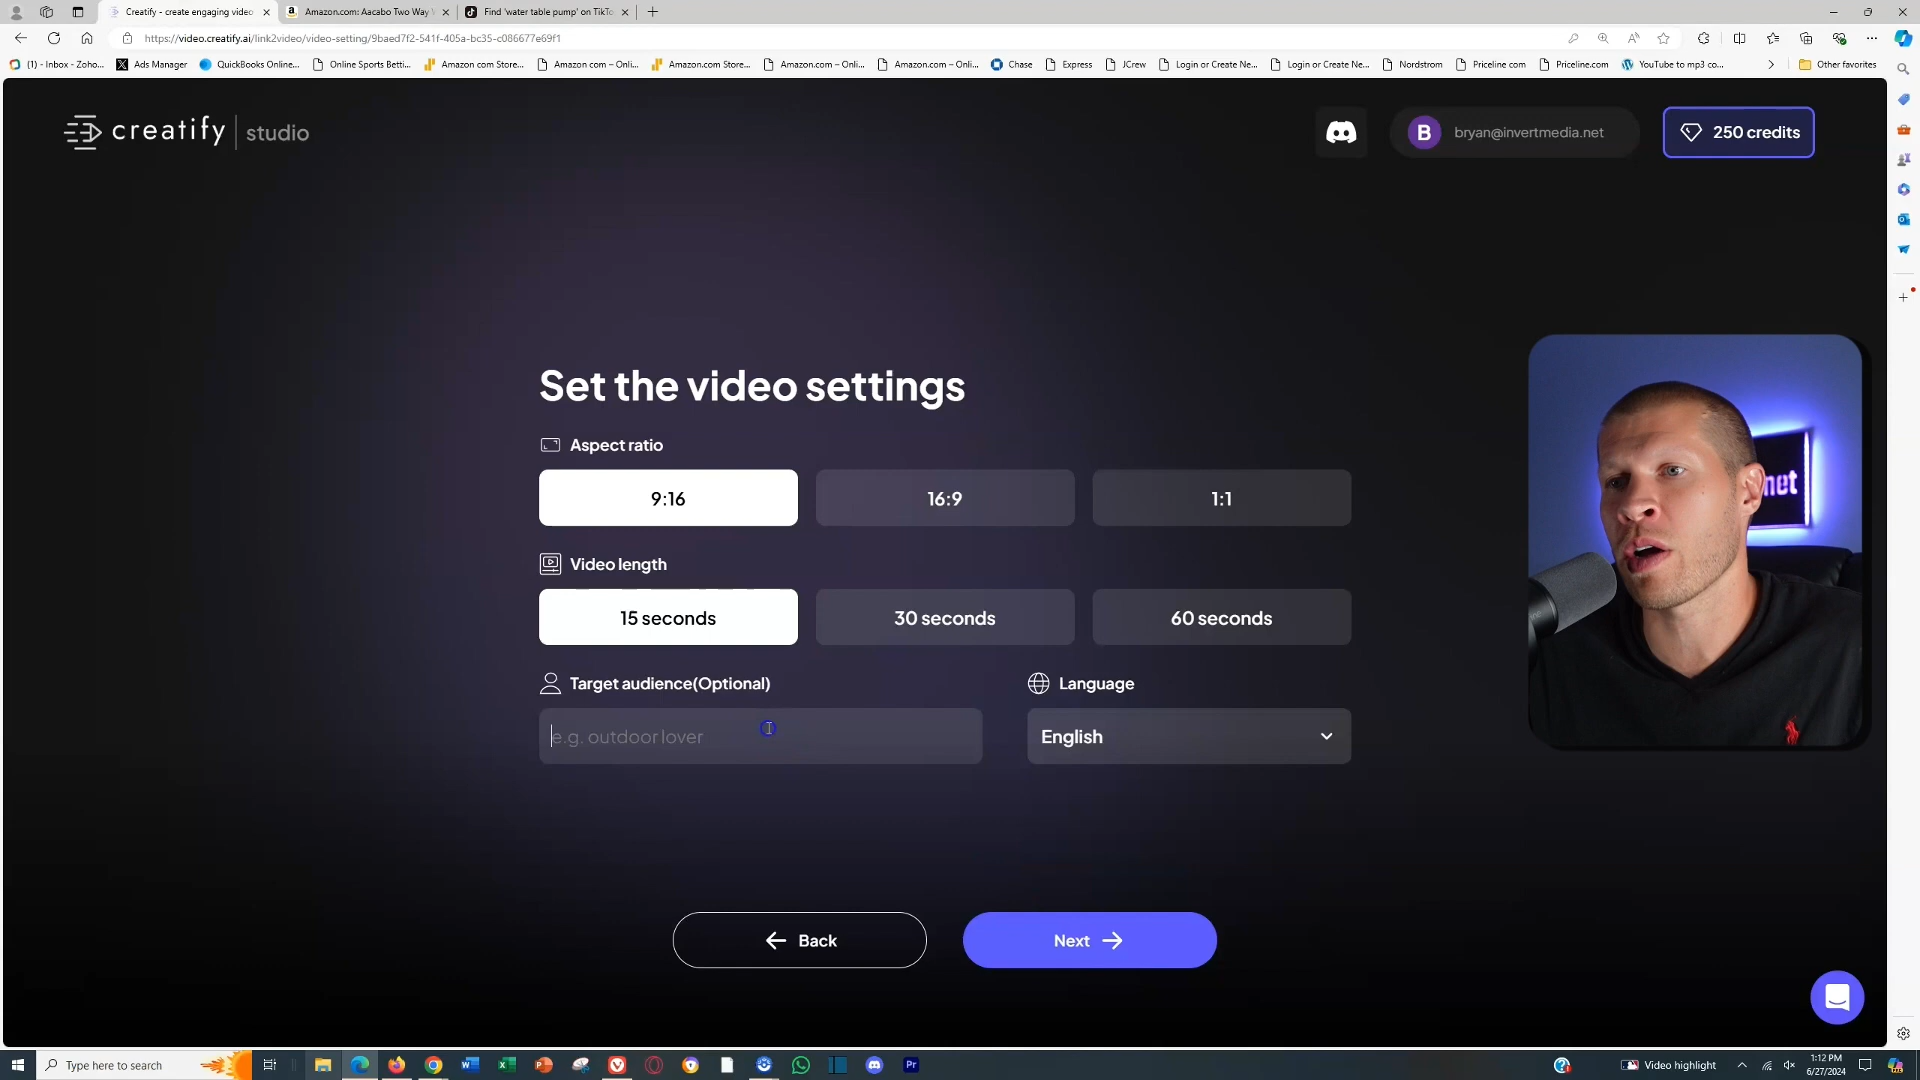 Creatify - create engaging video
Amazon.com: Aacabo Two Way
Find 'water table pump' on TikTo
https://video.creatify.ai/link2video/video-setting/9baed7f2-541f-405a-bc35-c086677e69f1
(1) - Inbox - Zoho...
Ads Manager
QuickBooks Online...
Online Sports Betti...
Amazon com Store...
Amazon com – Onli...
Amazon.com Store...
Amazon.com – Onli...
Amazon.com – Onli...
Chase
Express
JCrew
Login or Create Ne...
Login or Create Ne...
Nordstrom
Priceline com
Priceline.com
YouTube to mp3 co...
Other favorites
creatify | studio
B
bryan@invertmedia.net
250 credits
Set the video settings
Aspect ratio
9:16
16:9
1:1
net
Video length
15 seconds
30 seconds
60 seconds
Target audience(Optional)
Language
e.g. outdoor lover
English
Back
Next
Type here to search
Video highlight
1:12 PM
6/27/2024